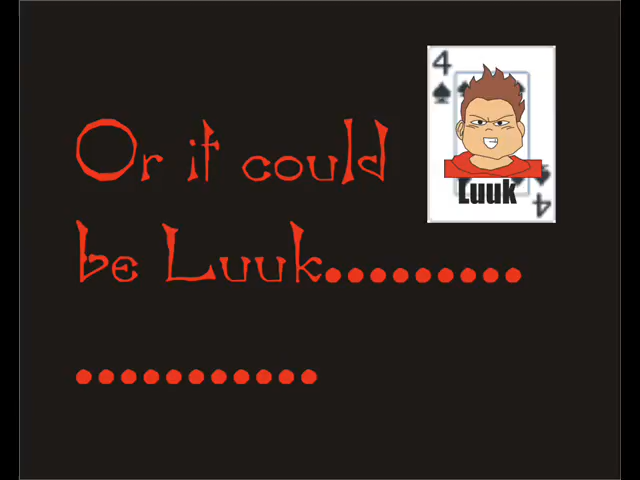 4
Or it could
Luuk
be Luuk.........
...........
4